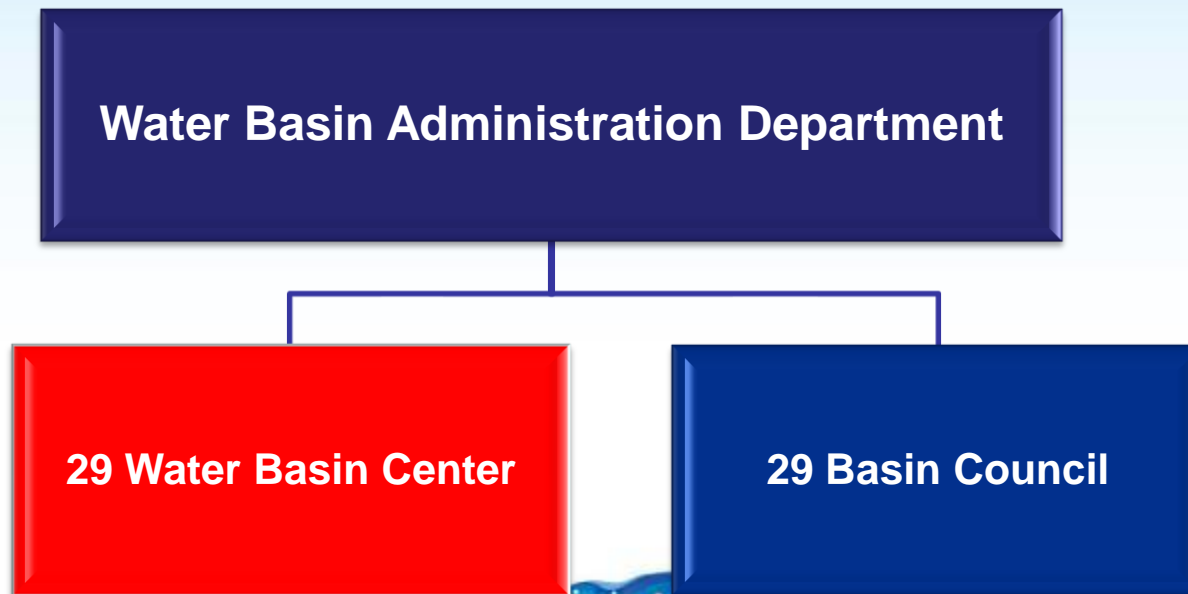 Water Basin Administration Department
29 Water Basin Center
29 Basin Council